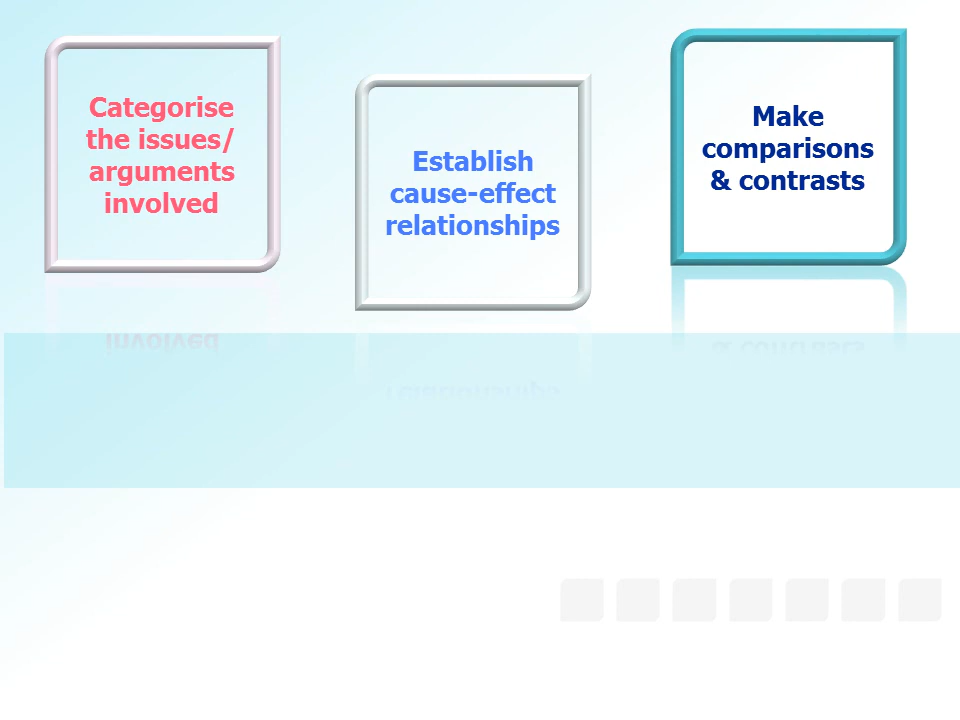 Categorise
the issues/
arguments
involved
Establish
cause-effect
relationships
Make
comparisons
& contrasts